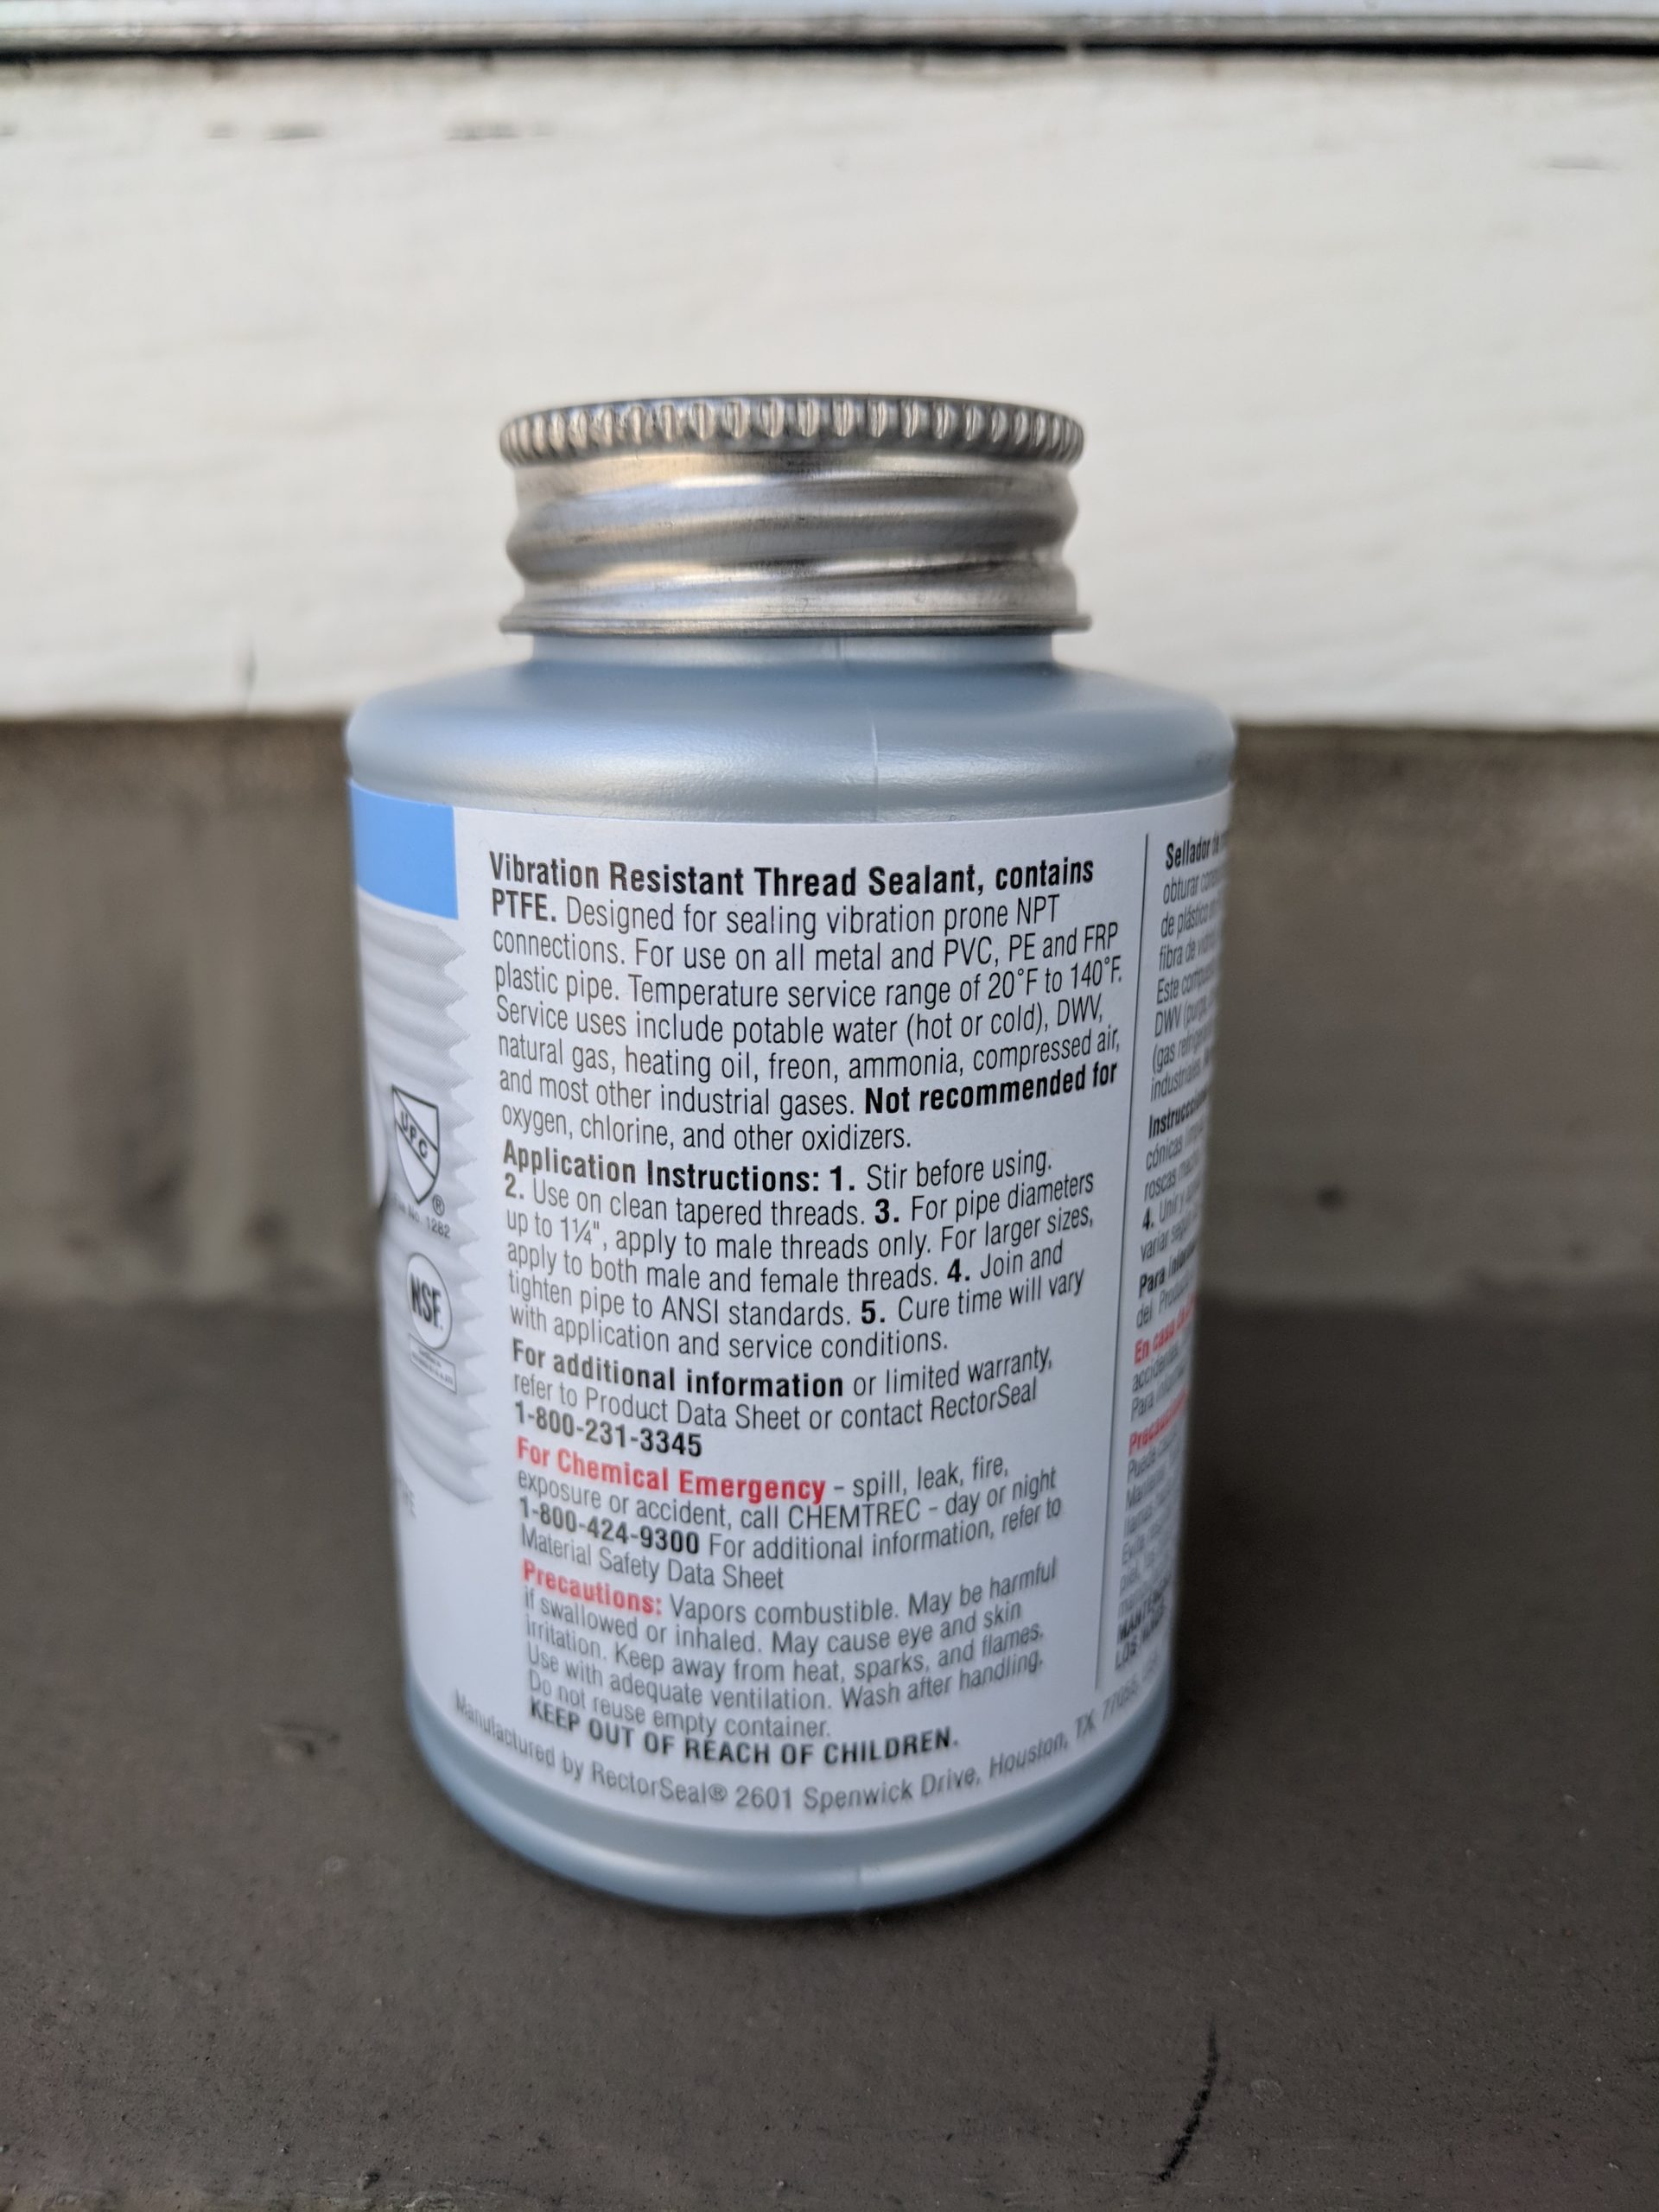 Vibration Resistant Thread Sealant, contains
PTFE. Designed for sealing vibration prone NPT
connections. For use on all metal and PVC, PE and FRP
plastic pipe. Temperature service range of 20°F to 140°F.
Service uses include potable water (hot or cold), DWV,
natural gas, heating oil, freon, ammonia, compressed air,
and most other industrial gases. Not recommended for
oxygen, chlorine, and other oxidizers.
Application Instructions: 1. Stir before using.
2. Use on clean tapered threads. 3. For pipe diameters
up to 1¼", apply to male threads only. For larger sizes,
apply to both male and female threads. 4. Join and
tighten pipe to ANSI standards. 5. Cure time will vary
with application and service conditions.
For additional information or limited warranty,
refer to Product Data Sheet or contact RectorSeal
1-800-231-3345
For Chemical Emergency - spill, leak, fire,
exposure or accident, call CHEMTREC - day or night
1-800-424-9300 For additional information, refer to
Material Safety Data Sheet
Precautions: Vapors combustible. May be harmful
if swallowed or inhaled. May cause eye and skin
irritation. Keep away from heat, sparks, and flames.
Use with adequate ventilation. Wash after handling.
Do not reuse empty container.
KEEP OUT OF REACH OF CHILDREN.
Manufactured by RectorSeal® 2601 Spenwick Drive, Houston, TX
UPC
®
1282
NSF
Sellador de
obturar
de plástico
fibra de
Este
DWV
(gas
industriales
cónicas
roscas
4.
variar
Para
del
En caso
Para